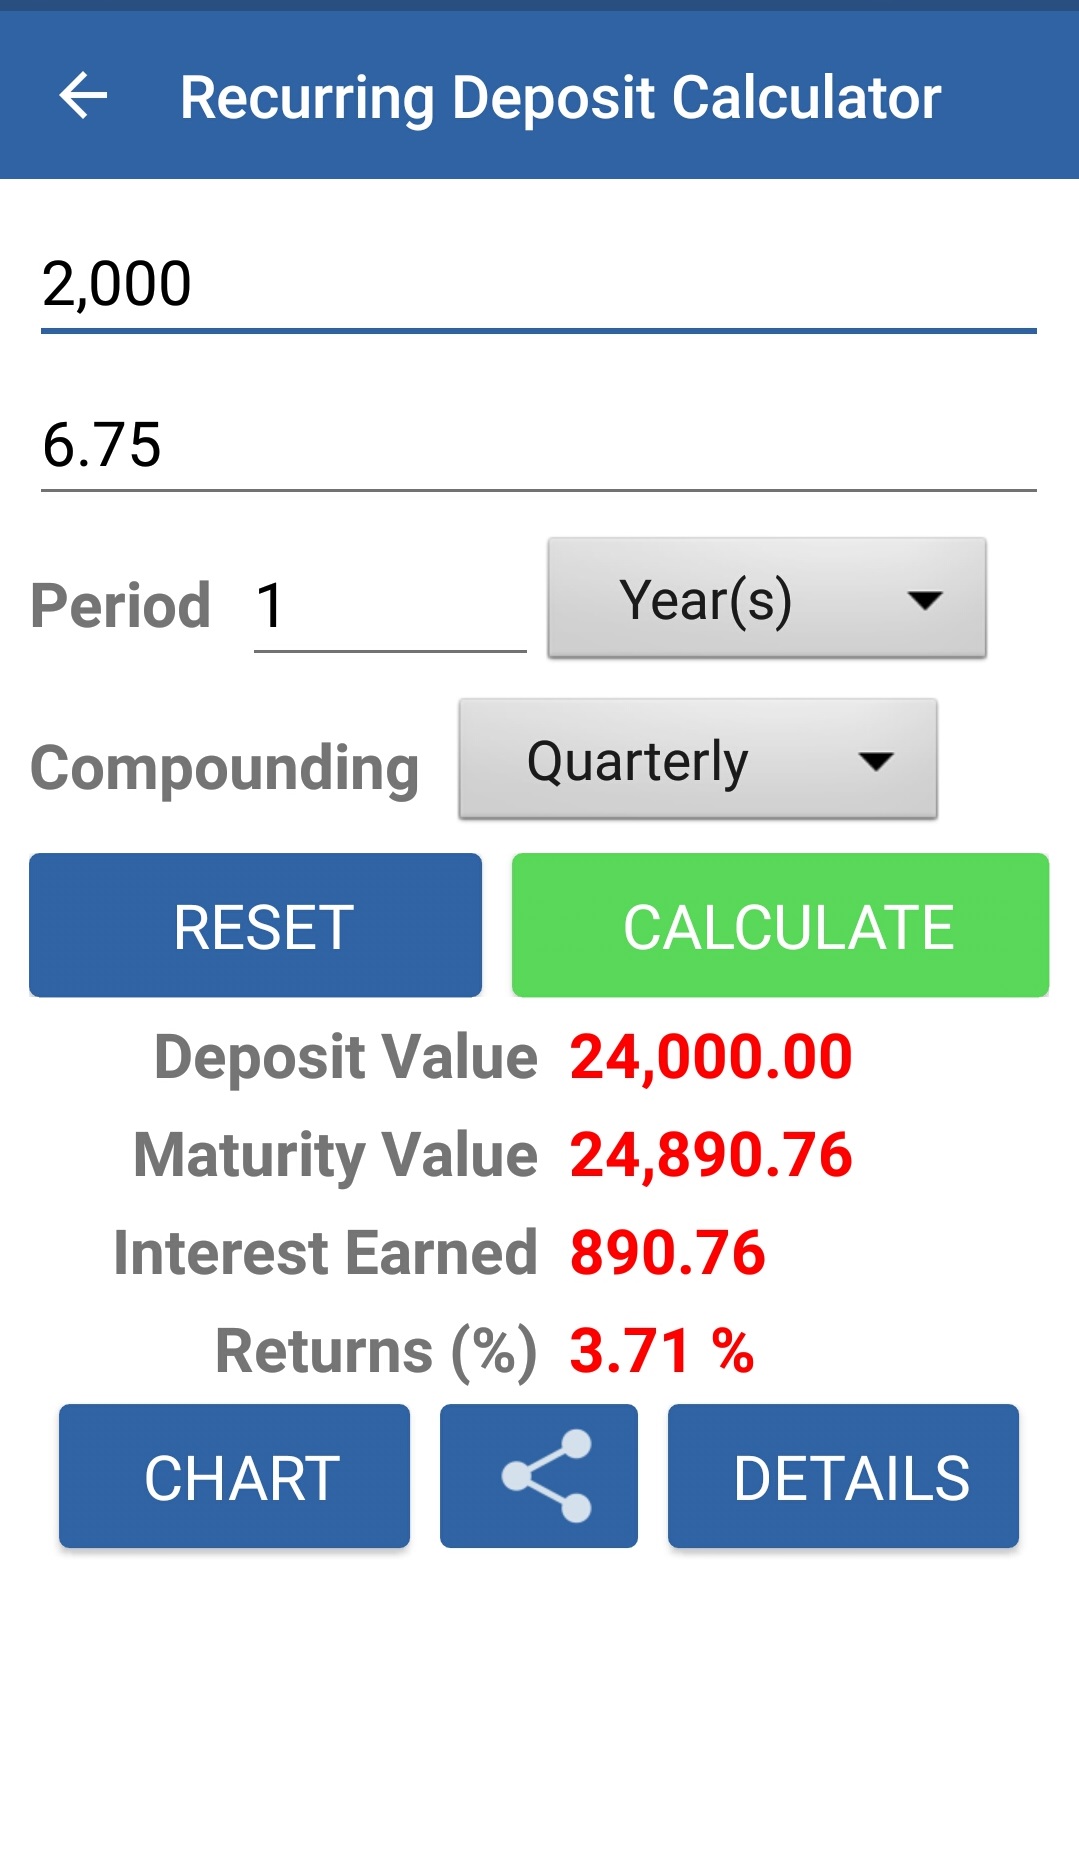 Recurring Deposit Calculator
2,000
6.75
Period 1 Year(s)
Compounding Quarterly
RESET CALCULATE
Deposit Value 24,000.00
Maturity Value 24,890.76
Interest Earned 890.76
Returns (%) 3.71 %
CHART DETAILS